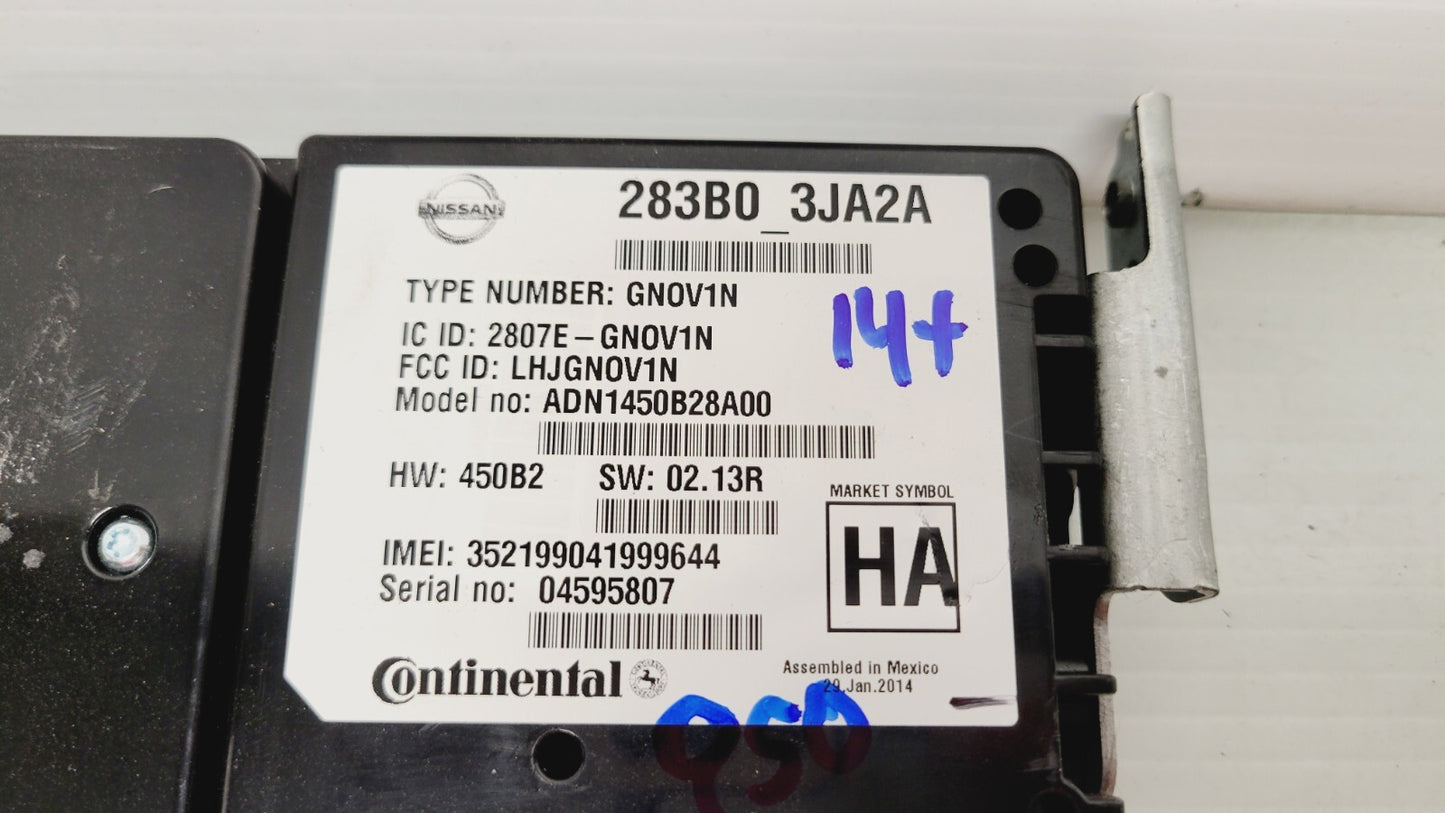 NISSAN
283B0_3JA2A
TYPE NUMBER: GNOV1N
14+
IC ID: 2807E-GNOV1N
FCC ID: LHJGNOV1N
Model no: ADN1450B28A00
HW: 450B2 SW: 02.13R
MARKET SYMBOL
HA
IMEI: 352199041999644
Serial no: 04595807
Continental
Assembled in Mexico
29.Jan.2014
Q50